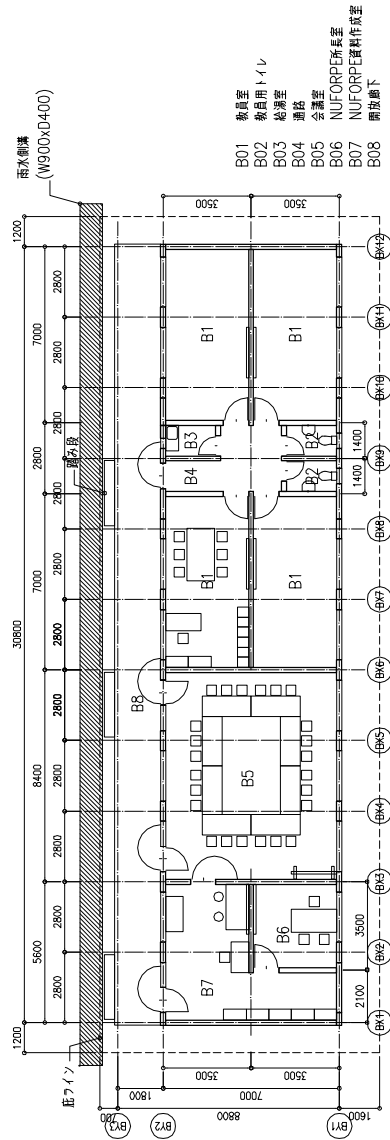 雨水側溝
(W900xD400)
B01 教員室
B02 教員用トイレ
B03 給湯室
B04 通路
B05 会議室
B06 NUFORPE所長室
B07 NUFORPE資料作成室
B08 開放廊下
1200 30800 1200
5600 8400 7000 2800 7000
2800 2800 2800 2800 2800 2800 2800 2800 2800 2800 2800
庇ライン
踏み段
B8
B7 B6 B5 B1 B1 B4 B3 B2 B2 B1 B1
2100 3500 1400 1400
3500 3500
3500 3500
700 1800 7000
8800 1600
BY3 BY2 BY1
BX1 BX2 BX3 BX4 BX5 BX6 BX7 BX8 BX9 BX10 BX11 BX12